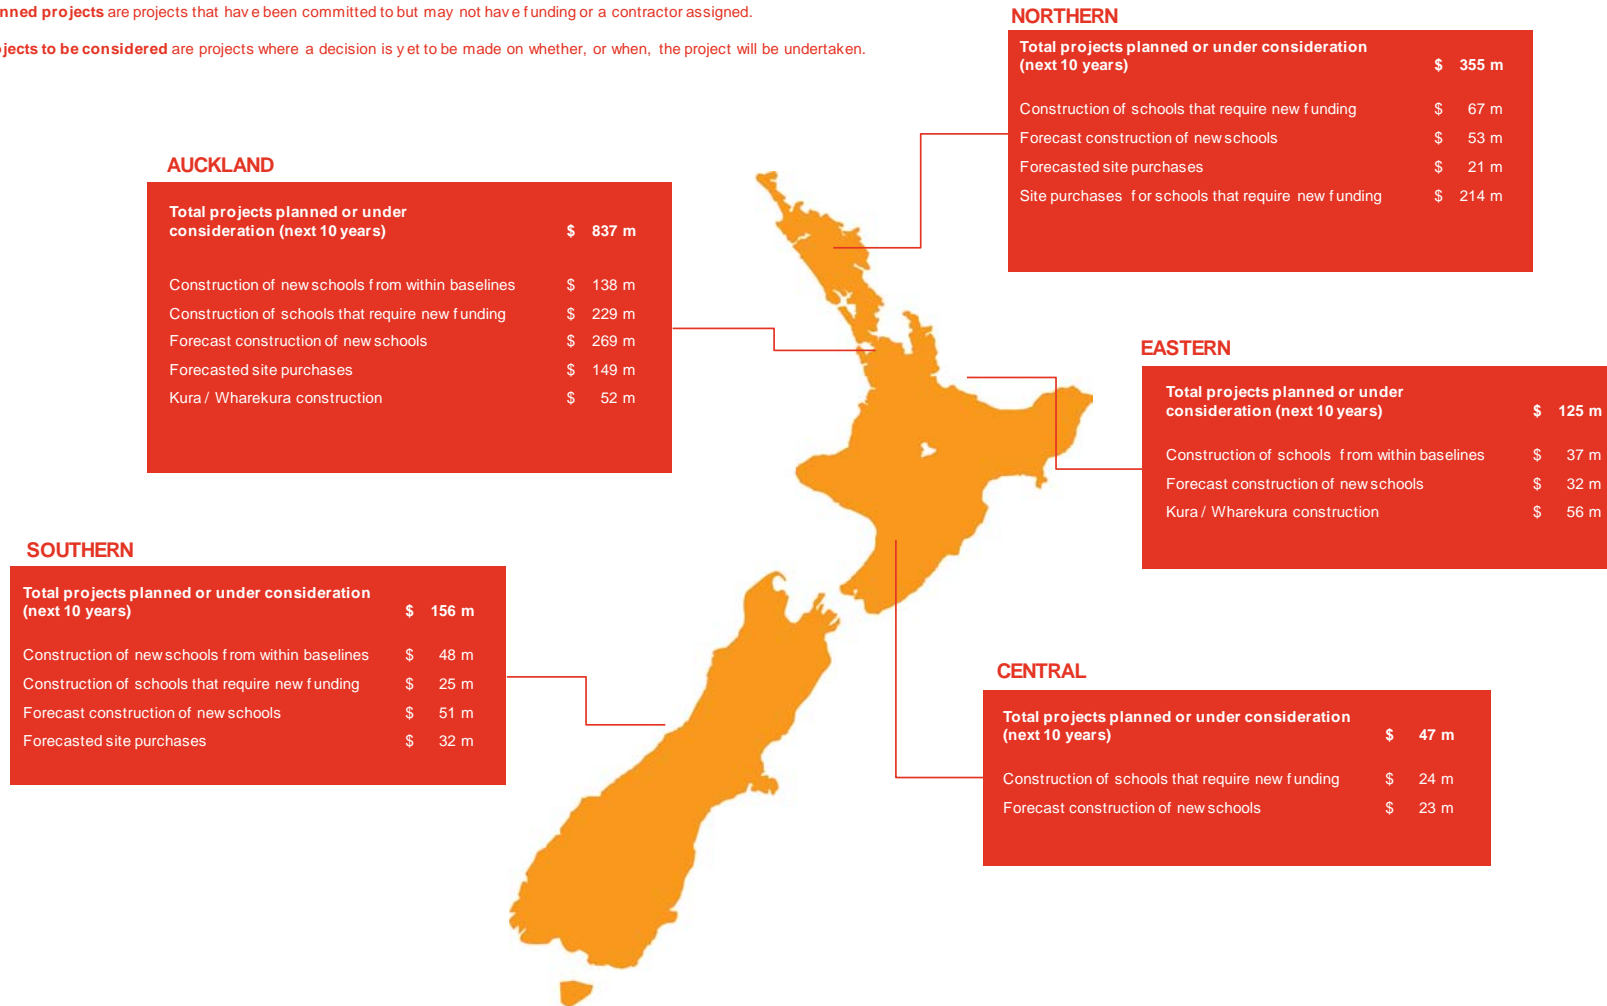 projects are projects that have been committed to but may not have funding or a contractor assigned.
to be considered are projects where a decision is yet to be made on whether, or when, the project will be undertaken.
NORTHERN
Total projects planned or under consideration
(next 10 years) $ 355 m
Construction of schools that require new funding $ 67 m
Forecast construction of new schools $ 53 m
Forecasted site purchases $ 21 m
Site purchases for schools that require new funding $ 214 m
AUCKLAND
Total projects planned or under
consideration (next 10 years) $ 837 m
Construction of new schools from within baselines $ 138 m
Construction of schools that require new funding $ 229 m
Forecast construction of new schools $ 269 m
Forecasted site purchases $ 149 m
Kura / Wharekura construction $ 52 m
EASTERN
Total projects planned or under
consideration (next 10 years) $ 125 m
Construction of schools from within baselines $ 37 m
Forecast construction of new schools $ 32 m
Kura / Wharekura construction $ 56 m
SOUTHERN
Total projects planned or under consideration
(next 10 years) $ 156 m
Construction of new schools from within baselines $ 48 m
Construction of schools that require new funding $ 25 m
Forecast construction of new schools $ 51 m
Forecasted site purchases $ 32 m
CENTRAL
Total projects planned or under consideration
(next 10 years) $ 47 m
Construction of schools that require new funding $ 24 m
Forecast construction of new schools $ 23 m